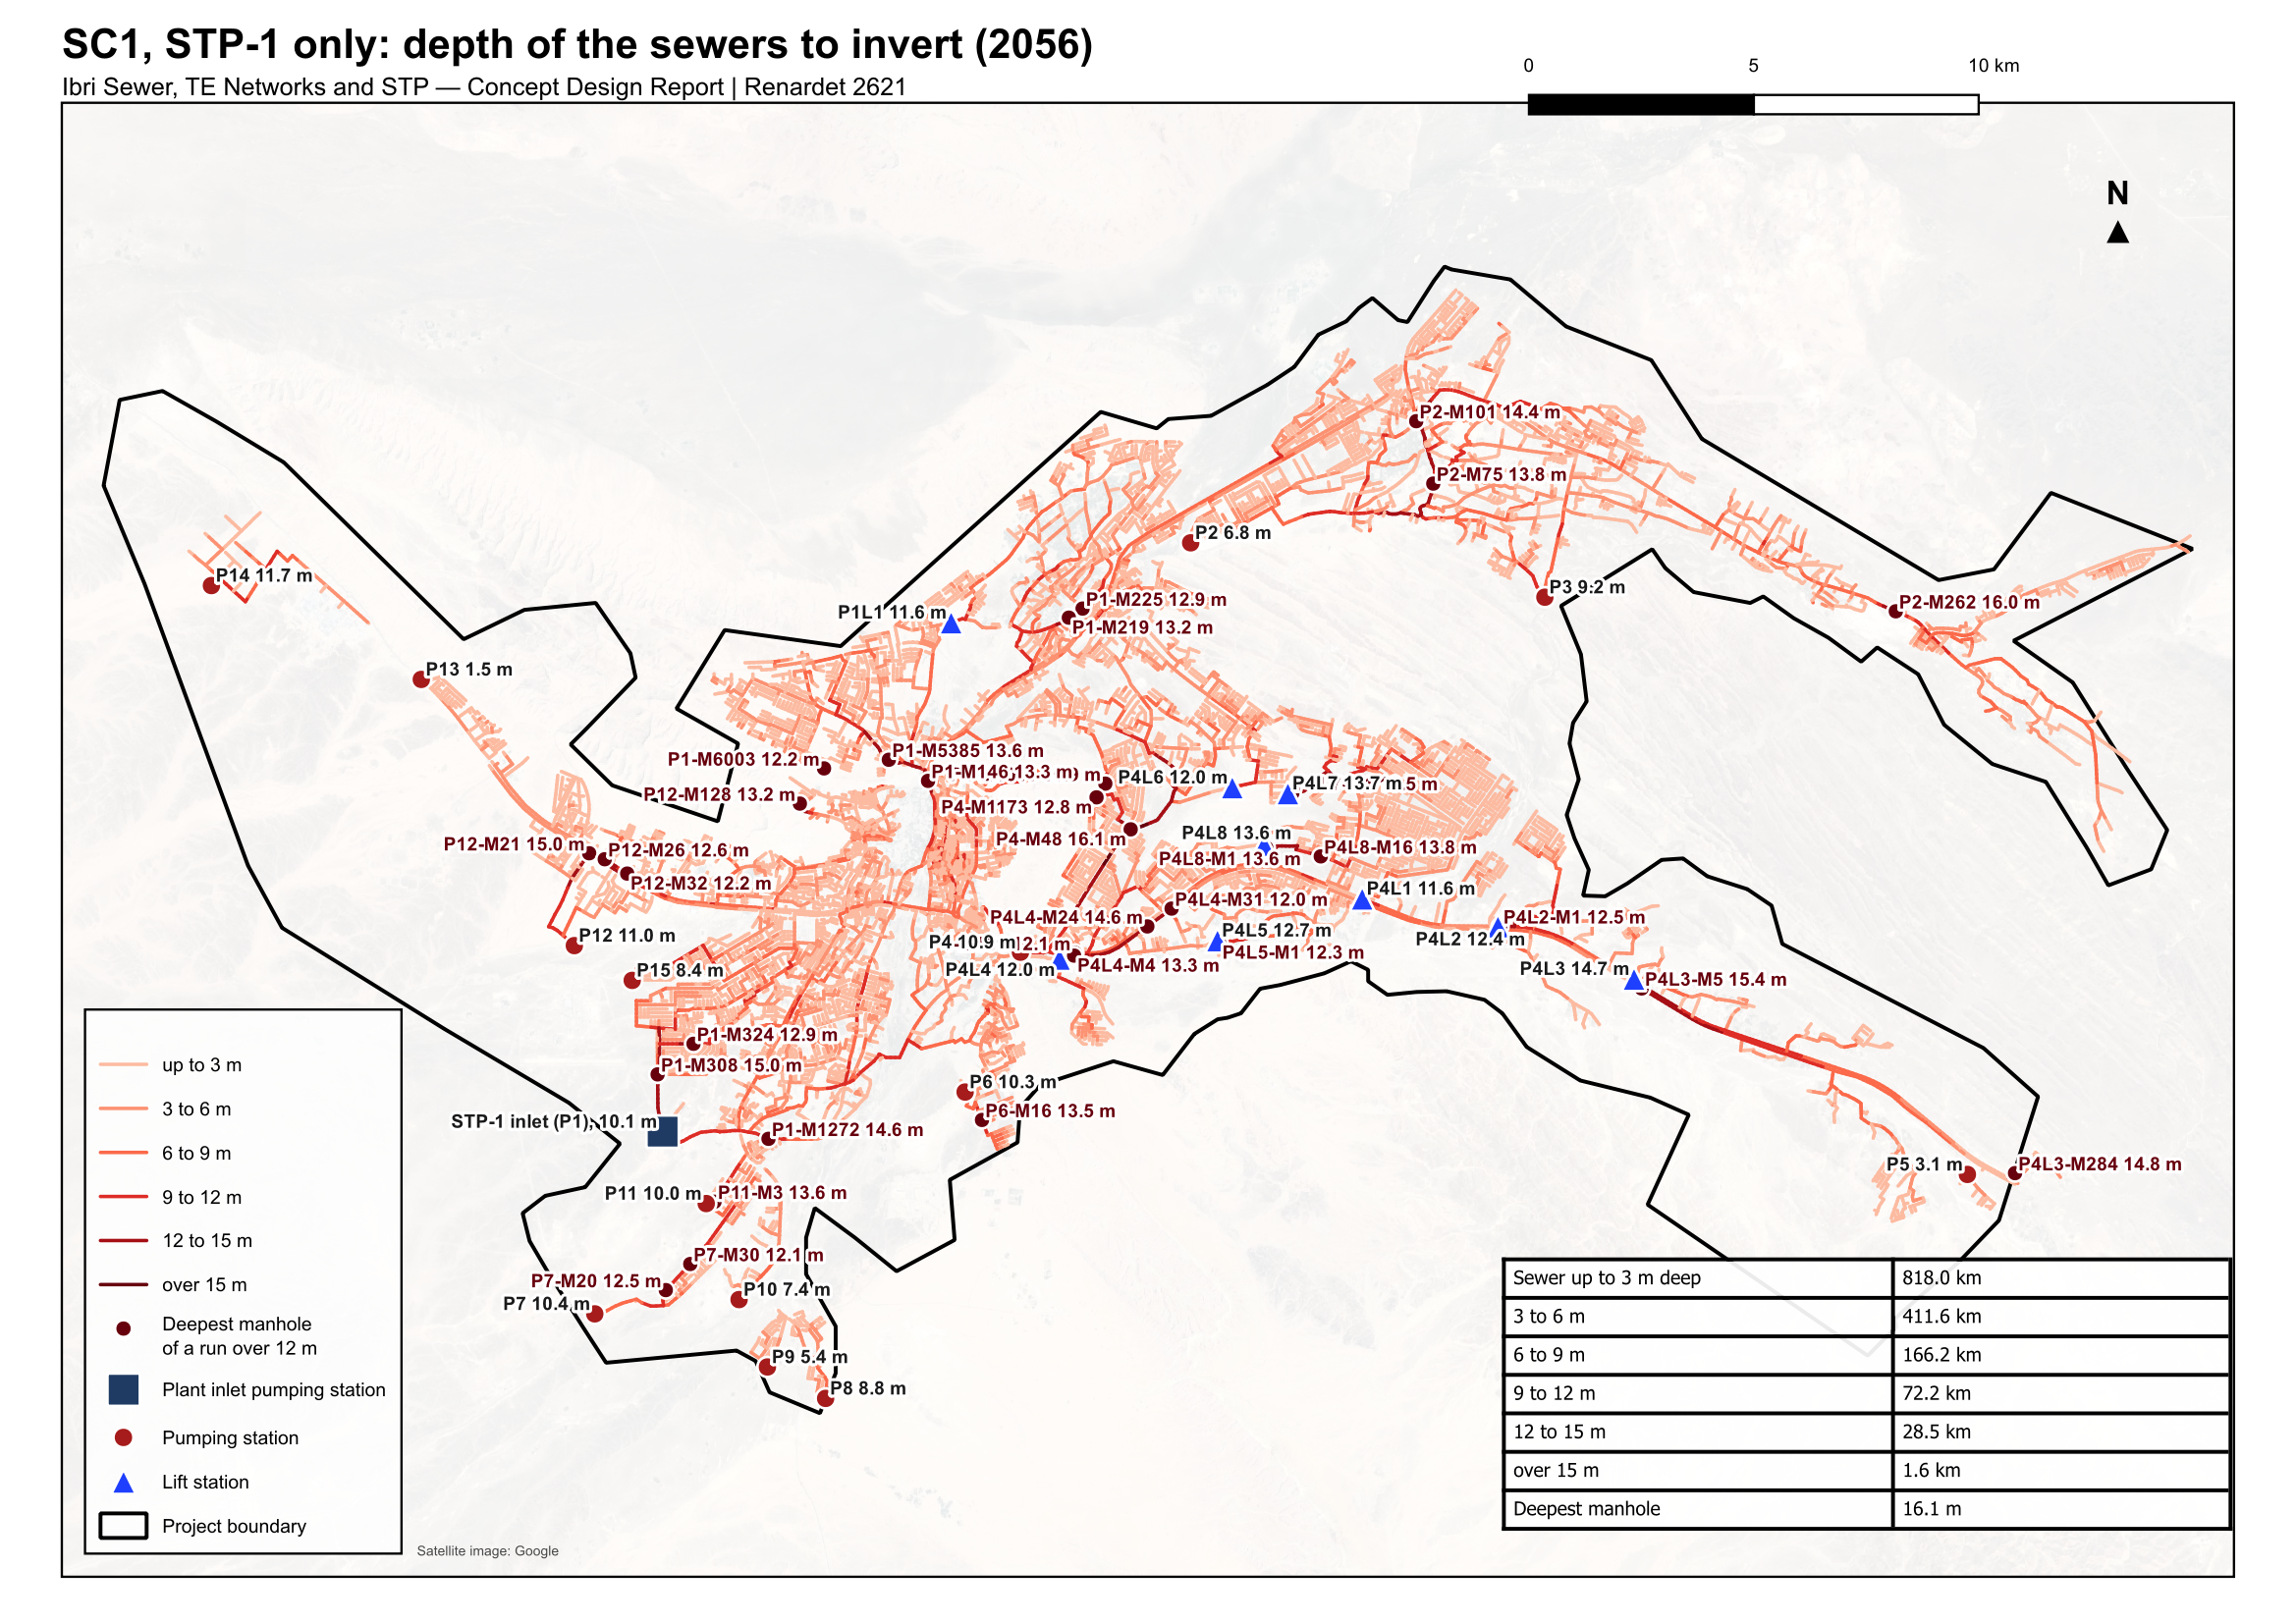 SC1, STP-1 only: depth of the sewers to invert (2056)
Ibri Sewer, TE Networks and STP — Concept Design Report | Renardet 2621
0 5 10 km
N
P2-M101 14.4 m
P2-M75 13.8 m
P2 6.8 m
P14 11.7 m
P3 9.2 m
P1-M225 12.9 m
P2-M262 16.0 m
P1L1 11.6 m
P1-M219 13.2 m
P13 1.5 m
P1-M5385 13.6 m
P1-M6003 12.2 m
P1-M146 13.3 m
m
P4L6 12.0 m
P4L7 13.7 m
5 m
P12-M128 13.2 m
P4-M1173 12.8 m
P4L8 13.6 m
P4-M48 16.1 m
P12-M21 15.0 m
P12-M26 12.6 m
P4L8-M16 13.8 m
P4L8-M1 13.6 m
P12-M32 12.2 m
P4L1 11.6 m
P4L4-M31 12.0 m
P4L4-M24 14.6 m
P4L2-M1 12.5 m
P12 11.0 m
P4L5 12.7 m
P4 10.9 m
2.1 m
P4L2 12.4 m
P4L5-M1 12.3 m
P4L4-M4 13.3 m
P15 8.4 m
P4L4 12.0 m
P4L3 14.7 m
P4L3-M5 15.4 m
P1-M324 12.9 m
P1-M308 15.0 m
P6 10.3 m
P6-M16 13.5 m
STP-1 inlet (P1), 10.1 m
P1-M1272 14.6 m
P5 3.1 m
P4L3-M284 14.8 m
P11 10.0 m
P11-M3 13.6 m
P7-M30 12.1 m
P7-M20 12.5 m
P10 7.4 m
P7 10.4 m
P9 5.4 m
P8 8.8 m
up to 3 m
3 to 6 m
6 to 9 m
9 to 12 m
12 to 15 m
over 15 m
Deepest manhole
of a run over 12 m
Plant inlet pumping station
Pumping station
Lift station
Project boundary
Satellite image: Google
Sewer up to 3 m deep 818.0 km
3 to 6 m 411.6 km
6 to 9 m 166.2 km
9 to 12 m 72.2 km
12 to 15 m 28.5 km
over 15 m 1.6 km
Deepest manhole 16.1 m